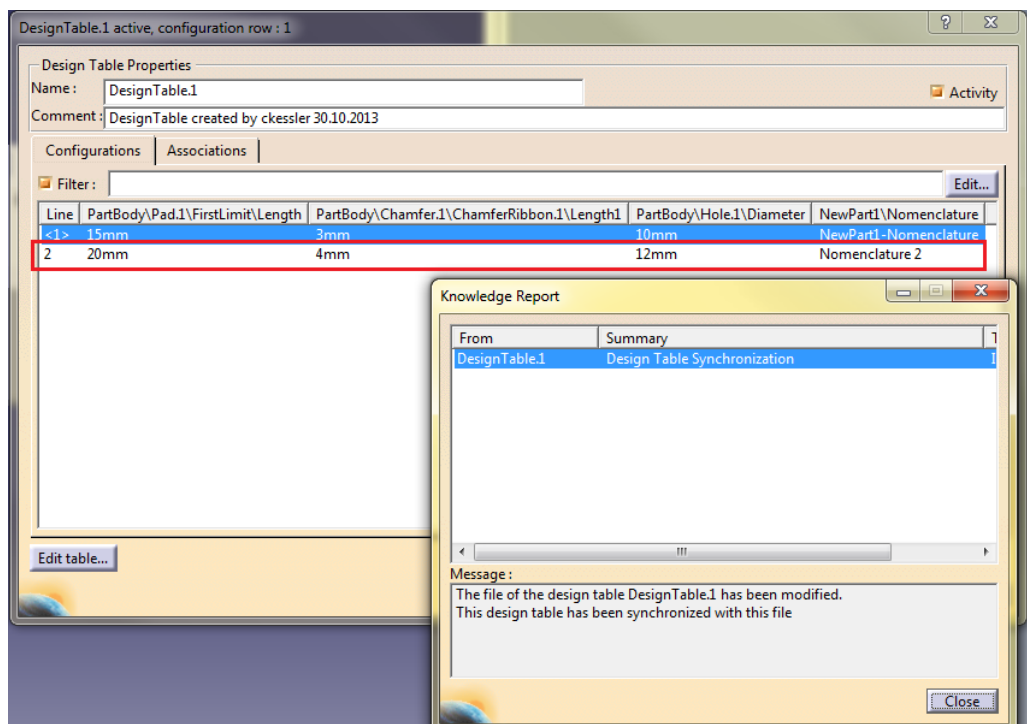 DesignTable.1 active, configuration row : 1
Design Table Properties
Name : DesignTable.1 Activity
Comment : DesignTable created by ckessler 30.10.2013
Configurations Associations
Filter : Edit...
Line PartBody\Pad.1\FirstLimit\Length PartBody\Chamfer.1\ChamferRibbon.1\Length1 PartBody\Hole.1\Diameter NewPart1\Nomenclature
<1> 15mm 3mm 10mm NewPart1-Nomenclature
2 20mm 4mm 12mm Nomenclature 2
Edit table...
Knowledge Report
From Summary
DesignTable.1 Design Table Synchronization
Message :
The file of the design table DesignTable.1 has been modified.
This design table has been synchronized with this file
Close